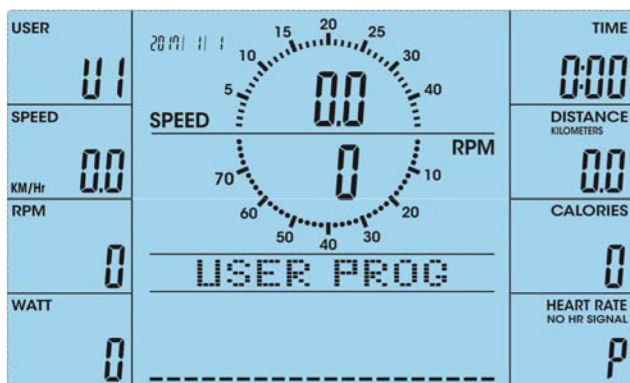 USER
U1
SPEED
KM/Hr 0.0
RPM
0
WATT
0
2017/ 1/ 1
5 10 15 20 25 30 40
SPEED 0.0
0 RPM
70 60 50 40 30 20 10
USER PROG
TIME
0:00
DISTANCE
KILOMETERS
0.0
CALORIES
0
HEART RATE
NO HR SIGNAL
P